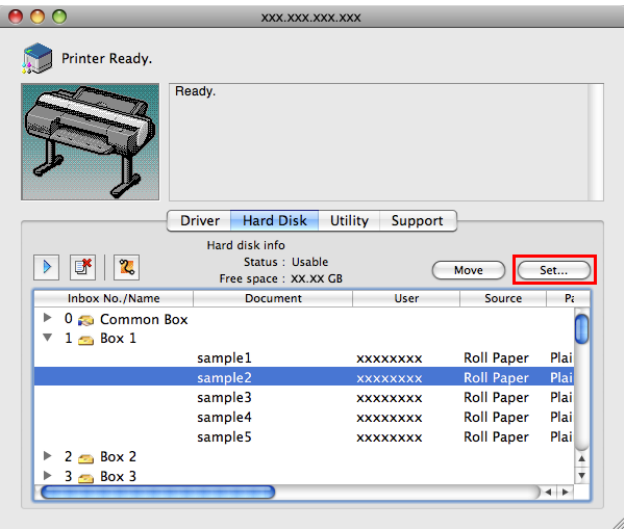 xxx.xxx.xxx.xxx
Printer Ready.
Ready.
Driver Hard Disk Utility Support
Hard disk info
Status : Usable
Free space : XX.XX GB
Move Set...
Inbox No./Name Document User Source Pa
0 Common Box
1 Box 1
sample1 xxxxxxxx Roll Paper Plai
sample2 xxxxxxxx Roll Paper Plai
sample3 xxxxxxxx Roll Paper Plai
sample4 xxxxxxxx Roll Paper Plai
sample5 xxxxxxxx Roll Paper Plai
2 Box 2
3 Box 3